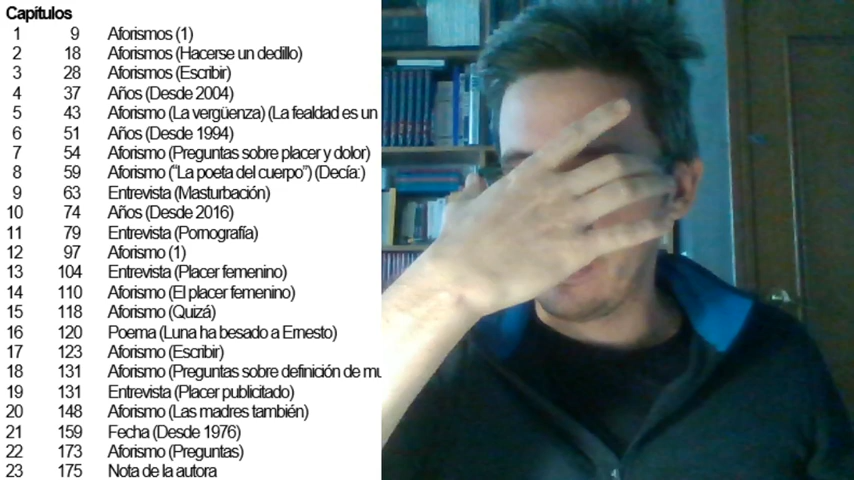 Capítulos
1 9 Aforismos (1)
2 18 Aforismos (Hacerse un dedillo)
3 28 Aforismos (Escribir)
4 37 Años (Desde 2004)
5 43 Aforismo (La vergüenza) (La fealdad es un
6 51 Años (Desde 1994)
7 54 Aforismo (Preguntas sobre placer y dolor)
8 59 Aforismo (“La poeta del cuerpo”) (Decía:)
9 63 Entrevista (Masturbación)
10 74 Años (Desde 2016)
11 79 Entrevista (Pornografía)
12 97 Aforismo (1)
13 104 Entrevista (Placer femenino)
14 110 Aforismo (El placer femenino)
15 118 Aforismo (Quizá)
16 120 Poema (Luna ha besado a Ernesto)
17 123 Aforismo (Escribir)
18 131 Aforismo (Preguntas sobre definición de mu
19 131 Entrevista (Placer publicitado)
20 148 Aforismo (Las madres también)
21 159 Fecha (Desde 1976)
22 173 Aforismo (Preguntas)
23 175 Nota de la autora